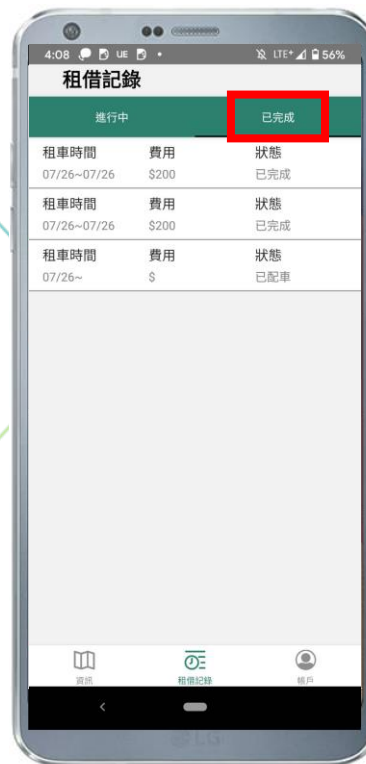 4:08 UE LTE+ 56%
租借記錄
進行中 已完成
租車時間 費用 狀態
07/26~07/26 $200 已完成
租車時間 費用 狀態
07/26~07/26 $200 已完成
租車時間 費用 狀態
07/26~ $ 已配車
資訊 租借記錄 帳戶
LG